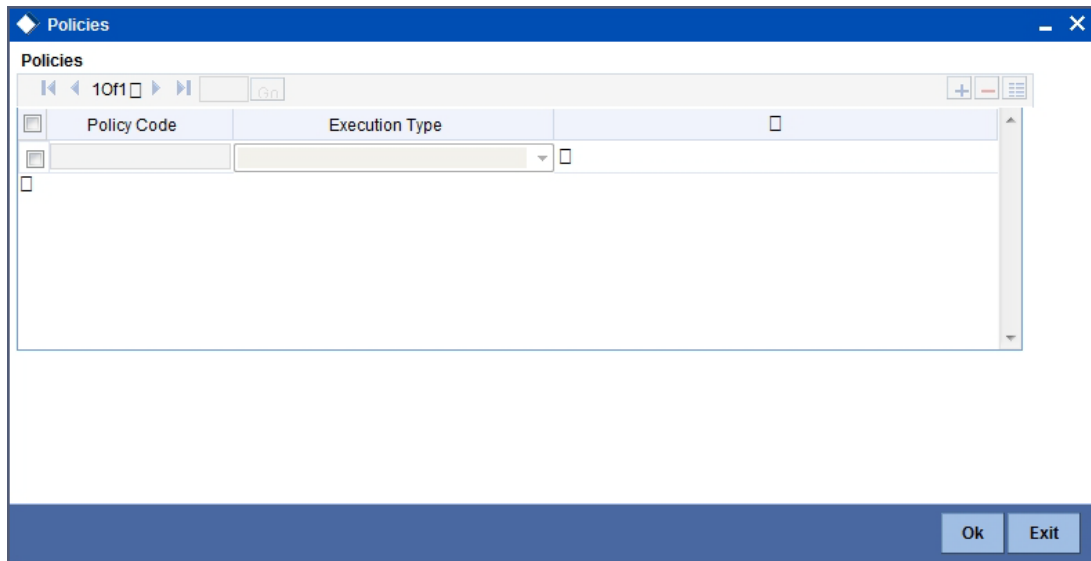 Policies
Policies
1Of1□ Go
Policy Code Execution Type □
□
□
Ok Exit